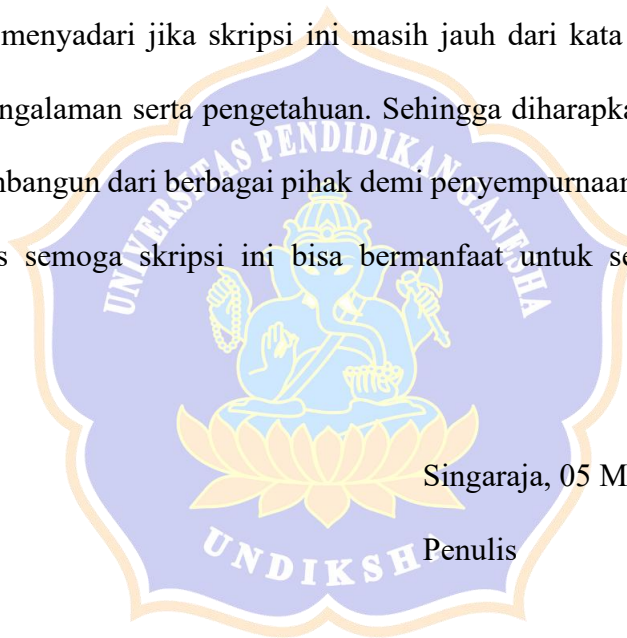 menyadari jika skripsi ini masih jauh dari kata
ngalaman serta pengetahuan. Sehingga diharapka
nbangun dari berbagai pihak demi penyempurnaan
UNIVERSITAS PENDIDIKAN GANESHA
s semoga skripsi ini bisa bermanfaat untuk se
Singaraja, 05 M
Penulis
UNDIKSHA